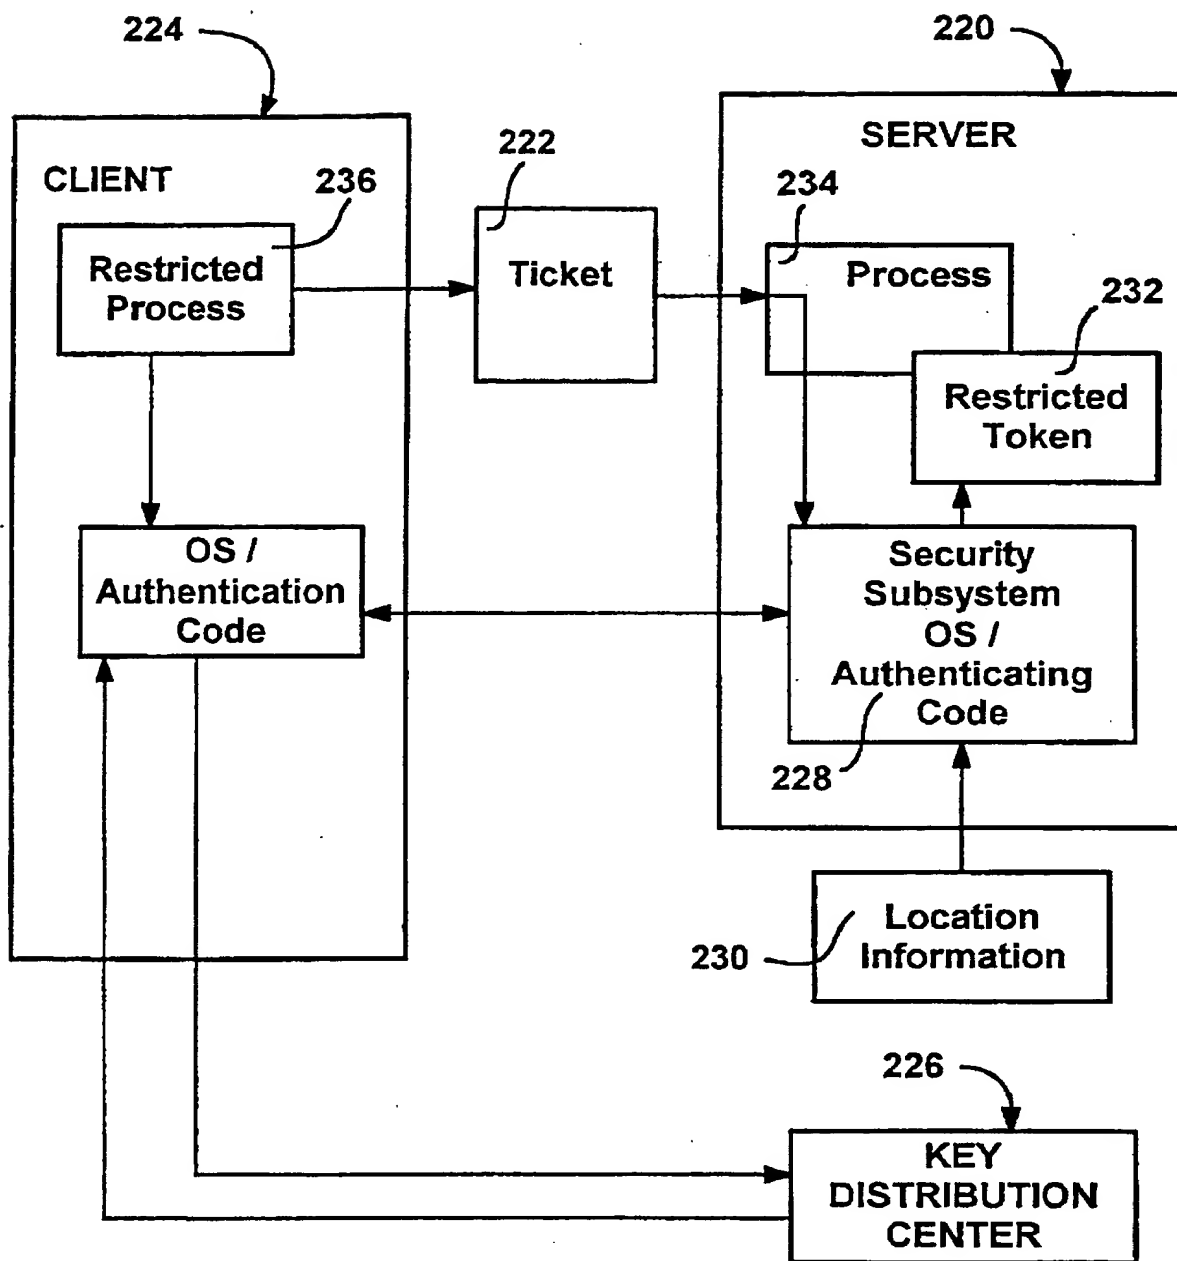 224
220
CLIENT
236
222
SERVER
234
Restricted
Process
Ticket
Process
232
Restricted
Token
OS /
Authentication
Code
Security
Subsystem
OS /
Authenticating
Code
228
230
Location
Information
226
KEY
DISTRIBUTION
CENTER